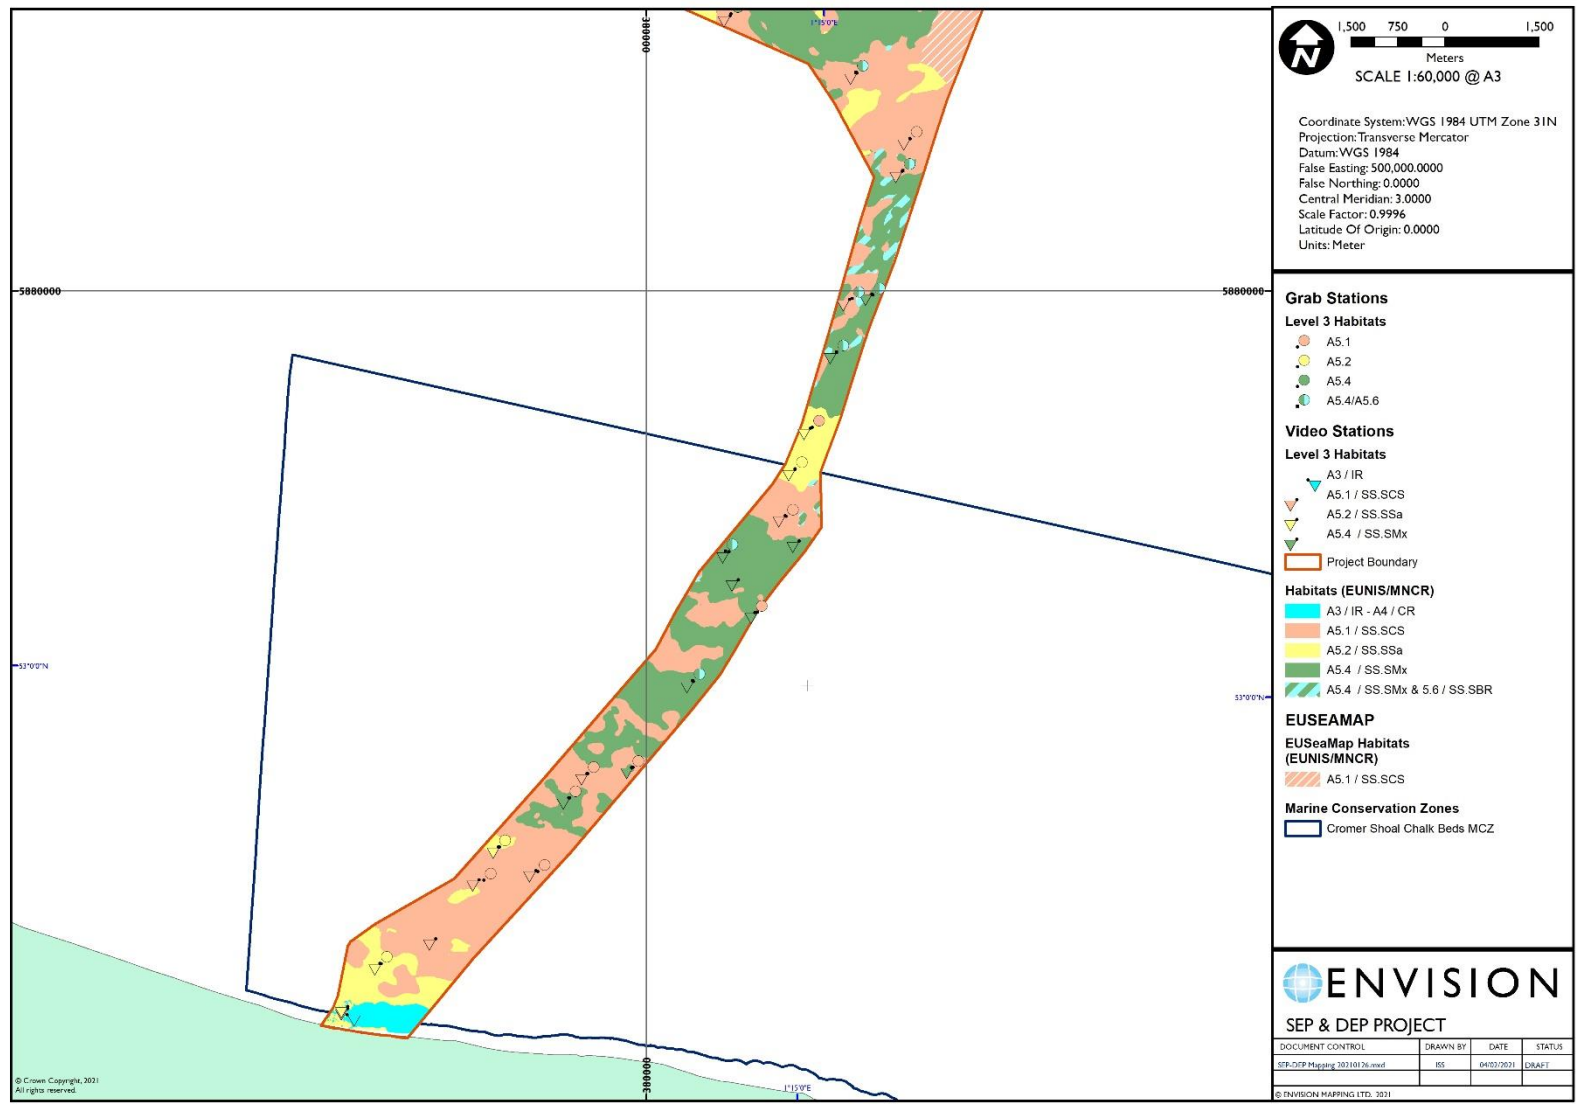 380000
1°15'0"E
5880000
5880000
53°0'0"N
53°0'0"N
380000
1°15'0"E
© Crown Copyright, 2021
All rights reserved.
N
1,500 750 0 1,500
Meters
SCALE 1:60,000 @ A3
Coordinate System: WGS 1984 UTM Zone 31N
Projection: Transverse Mercator
Datum: WGS 1984
False Easting: 500,000.0000
False Northing: 0.0000
Central Meridian: 3.0000
Scale Factor: 0.9996
Latitude Of Origin: 0.0000
Units: Meter
Grab Stations
Level 3 Habitats
A5.1
A5.2
A5.4
A5.4/A5.6
Video Stations
Level 3 Habitats
A3 / IR
A5.1 / SS.SCS
A5.2 / SS.SSa
A5.4 / SS.SMx
Project Boundary
Habitats (EUNIS/MNCR)
A3 / IR - A4 / CR
A5.1 / SS.SCS
A5.2 / SS.SSa
A5.4 / SS.SMx
A5.4 / SS.SMx & 5.6 / SS.SBR
EUSEAMAP
EUSeaMap Habitats
(EUNIS/MNCR)
A5.1 / SS.SCS
Marine Conservation Zones
Cromer Shoal Chalk Beds MCZ
ENVISION
SEP & DEP PROJECT
DOCUMENT CONTROL DRAWN BY DATE STATUS
SEP-DEP Mapping 20210126.mxd ISS 04/02/2021 DRAFT
© ENVISION MAPPING LTD. 2021